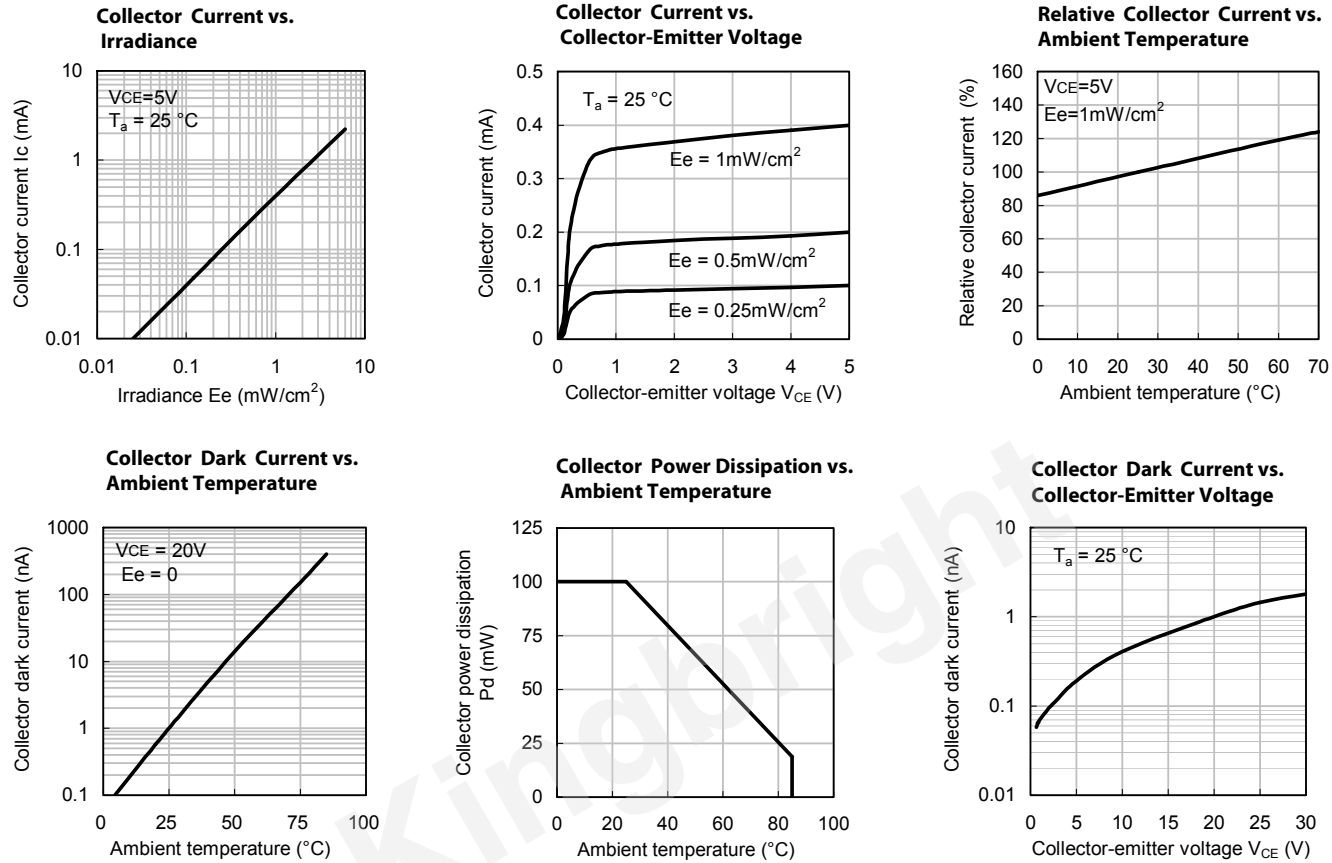 Collector Current vs.
Irradiance
10
1
0.1
0.01
Collector current Ic (mA)
VCE=5V
Ta = 25 °C
0.01 0.1 1 10
Irradiance Ee (mW/cm²)
Collector Current vs.
Collector-Emitter Voltage
0.5
0.4
0.3
0.2
0.1
0
Collector current (mA)
Ta = 25 °C
Ee = 1mW/cm²
Ee = 0.5mW/cm²
Ee = 0.25mW/cm²
0 1 2 3 4 5
Collector-emitter voltage VCE (V)
Relative Collector Current vs.
Ambient Temperature
160
140
120
100
80
60
40
20
0
Relative collector current (%)
VCE=5V
Ee=1mW/cm²
0 10 20 30 40 50 60 70
Ambient temperature (°C)
Collector Dark Current vs.
Ambient Temperature
1000
100
10
1
0.1
Collector dark current (nA)
VCE = 20V
Ee = 0
0 25 50 75 100
Ambient temperature (°C)
Collector Power Dissipation vs.
Ambient Temperature
125
100
75
50
25
0
Collector power dissipation
Pd (mW)
0 20 40 60 80 100
Ambient temperature (°C)
Collector Dark Current vs.
Collector-Emitter Voltage
10
1
0.1
0.01
Collector dark current (nA)
Ta = 25 °C
0 5 10 15 20 25 30
Collector-emitter voltage VCE (V)
Kingbright